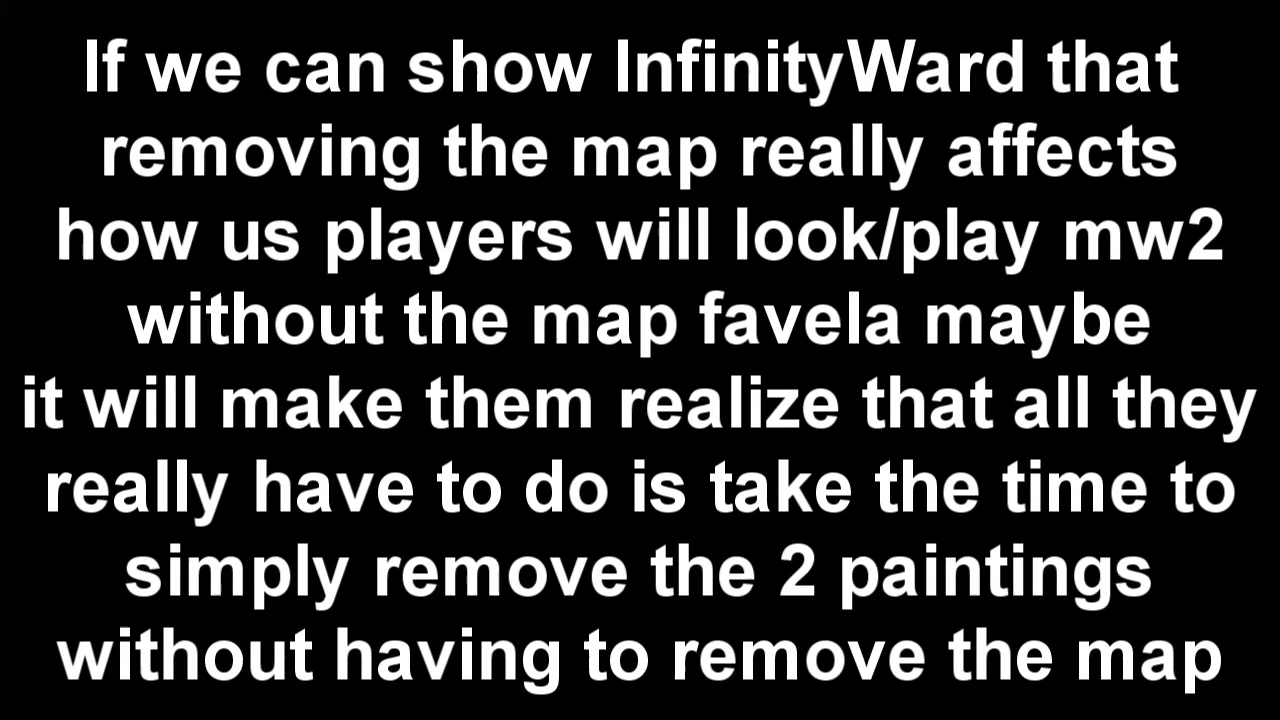 If we can show InfinityWard that
removing the map really affects
how us players will look/play mw2
without the map favela maybe
it will make them realize that all they
really have to do is take the time to
simply remove the 2 paintings
without having to remove the map